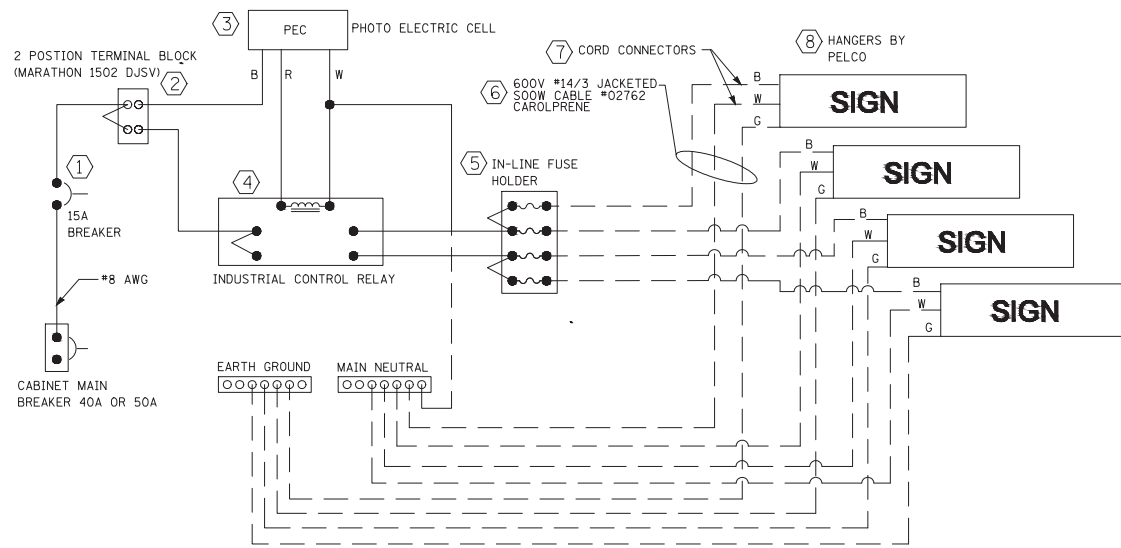 3
PEC
PHOTO ELECTRIC CELL
2 POSTION TERMINAL BLOCK
(MARATHON 1502 DJSV)
2
B
R
W
7
CORD CONNECTORS
8
HANGERS BY
PELCO
6
600V #14/3 JACKETED
SOOW CABLE #02762
CAROLPRENE
B
W
G
SIGN
1
15A
BREAKER
4
INDUSTRIAL CONTROL RELAY
5
IN-LINE FUSE
HOLDER
B
W
G
SIGN
B
W
G
SIGN
B
W
G
SIGN
#8 AWG
CABINET MAIN
BREAKER 40A OR 50A
EARTH GROUND
MAIN NEUTRAL